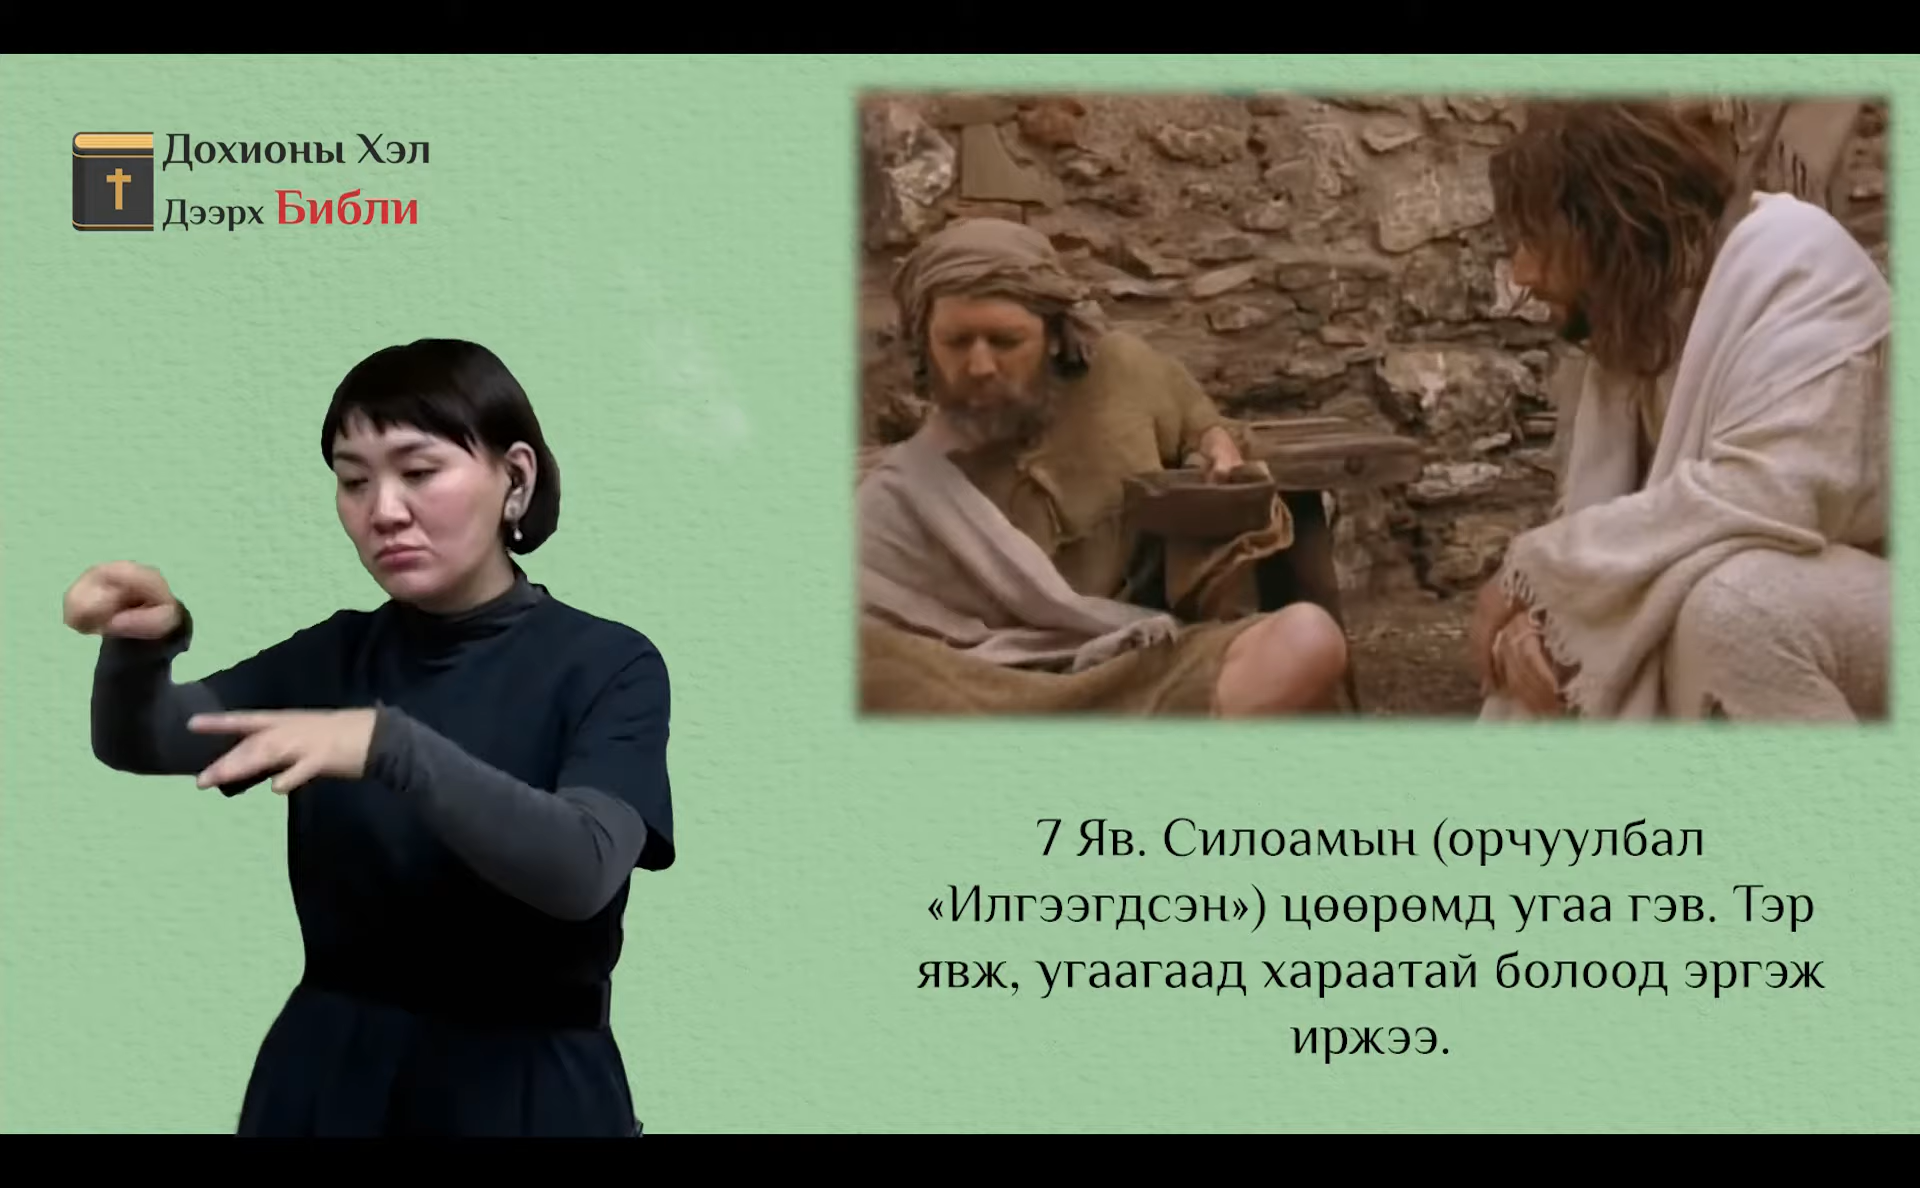 Дохионы Хэл
Дээрх Библи
7 Яв. Силоамын (орчуулбал
«Илгээгдсэн») цөөрөмд угаа гэв. Тэр
явж, угаагаад хараатай болоод эргэж
иржээ.